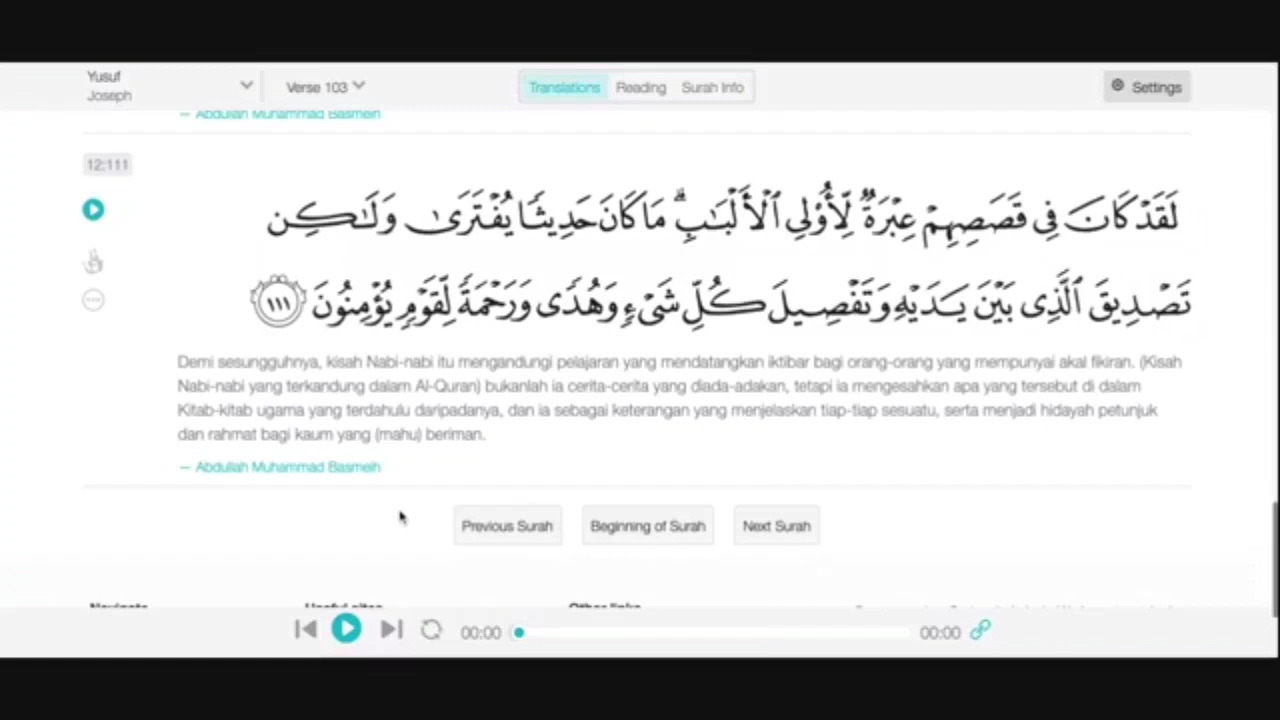 Yusuf
Joseph
Verse 103
Translations Reading Surah Info
Settings
— Abdullah Muhammad Basmeih
12:111
لَقَدْ كَانَ فِى قَصَصِهِمْ عِبْرَةٌ لِّأُو۟لِى ٱلْأَلْبَـٰبِ ۗ مَا كَانَ حَدِيثًا يُفْتَرَىٰ وَلَـٰكِن
تَصْدِيقَ ٱلَّذِى بَيْنَ يَدَيْهِ وَتَفْصِيلَ كُلِّ شَىْءٍ وَهُدًى وَرَحْمَةً لِّقَوْمٍ يُؤْمِنُونَ ١١١
Demi sesungguhnya, kisah Nabi-nabi itu mengandungi pelajaran yang mendatangkan iktibar bagi orang-orang yang mempunyai akal fikiran. (Kisah
Nabi-nabi yang terkandung dalam Al-Quran) bukanlah ia cerita-cerita yang diada-adakan, tetapi ia mengesahkan apa yang tersebut di dalam
Kitab-kitab ugama yang terdahulu daripadanya, dan ia sebagai keterangan yang menjelaskan tiap-tiap sesuatu, serta menjadi hidayah petunjuk
dan rahmat bagi kaum yang (mahu) beriman.
— Abdullah Muhammad Basmeih
Previous Surah Beginning of Surah Next Surah
Navigate Useful sites Other links
00:00 00:00